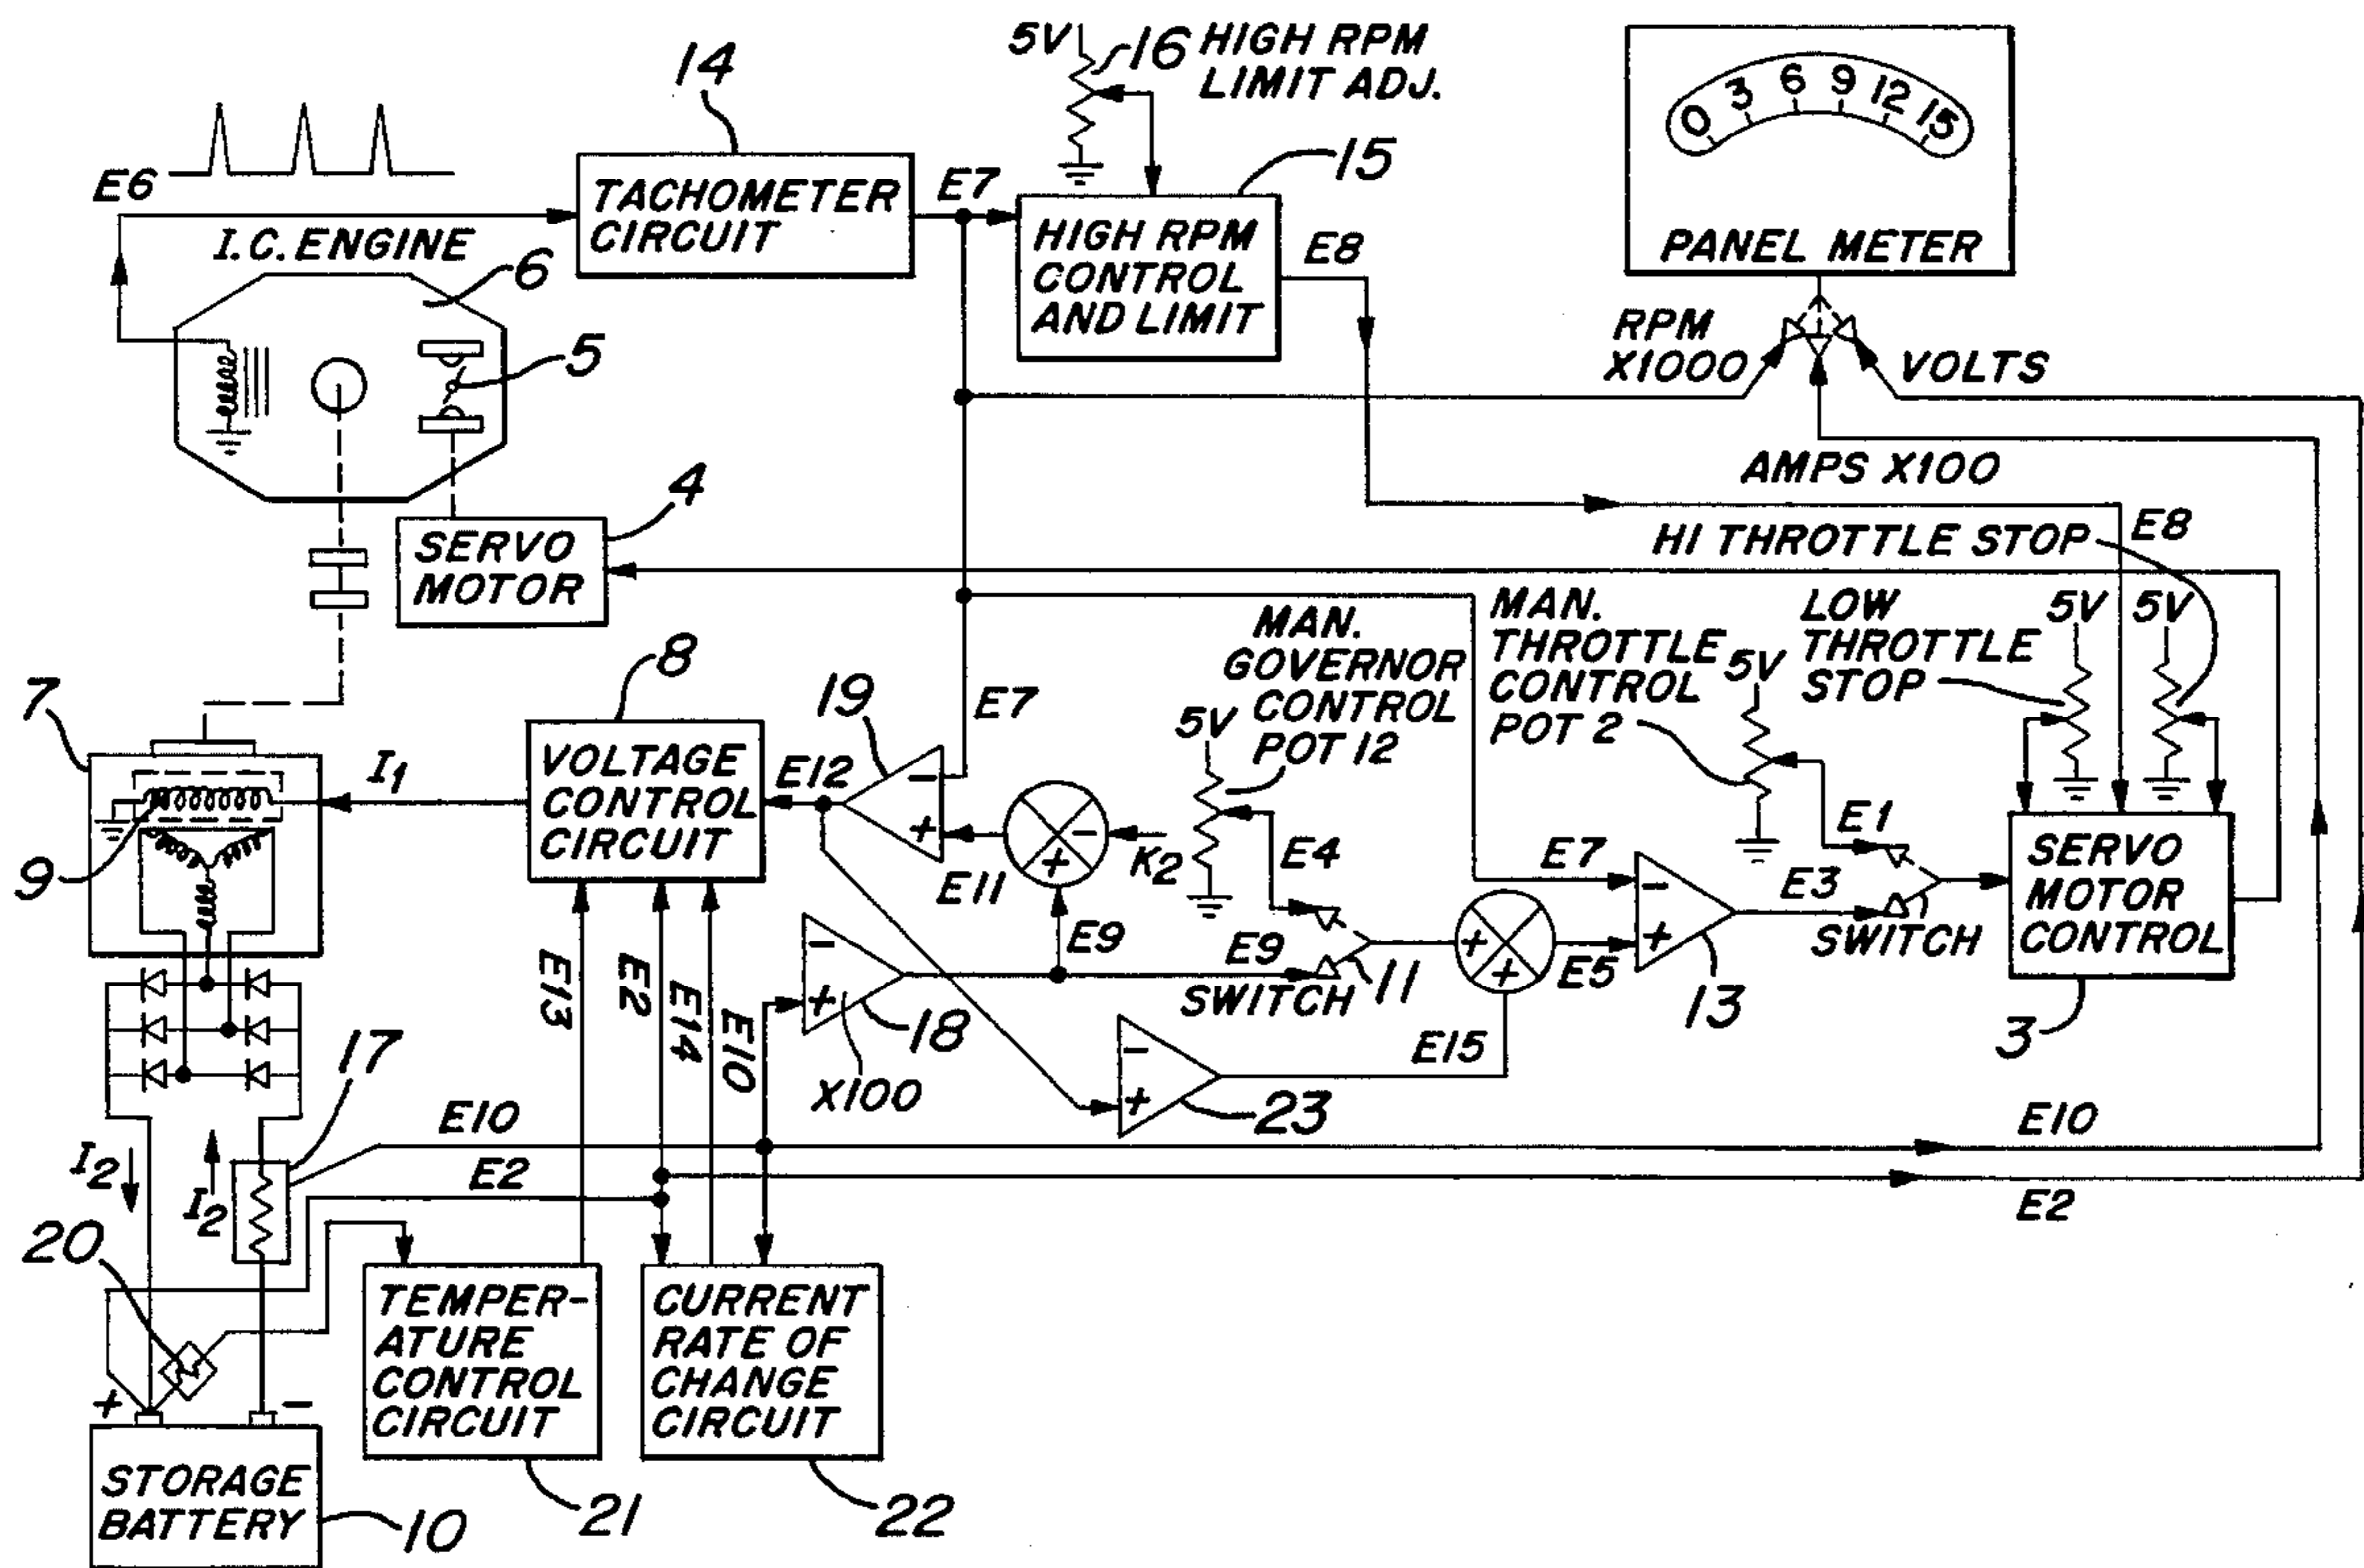 14
5V
16 HIGH RPM
LIMIT ADJ.
0 3 6 9 12 15
PANEL METER
E6
TACHOMETER
CIRCUIT
E7
15
HIGH RPM
CONTROL
AND LIMIT
E8
I.C. ENGINE
6
5
RPM
X1000
VOLTS
AMPS X100
4
SERVO
MOTOR
HI THROTTLE STOP
E8
MAN.
GOVERNOR
CONTROL
POT 12
5V
MAN.
THROTTLE
CONTROL
POT 2
5V
LOW
THROTTLE
STOP
5V
5V
7
8
19
E7
I1
VOLTAGE
CONTROL
CIRCUIT
E12
-
+
E11
-
+
K2
E4
E7
E1
E3
SERVO
MOTOR
CONTROL
9
E9
E9
SWITCH
11
+
+
E5
-
+
13
SWITCH
3
E13
E2
E14
E10
-
+
18
X100
-
+
23
E15
17
E10
E10
I2
I2
E2
E2
20
+
-
TEMPER-
ATURE
CONTROL
CIRCUIT
CURRENT
RATE OF
CHANGE
CIRCUIT
STORAGE
BATTERY
10
21
22